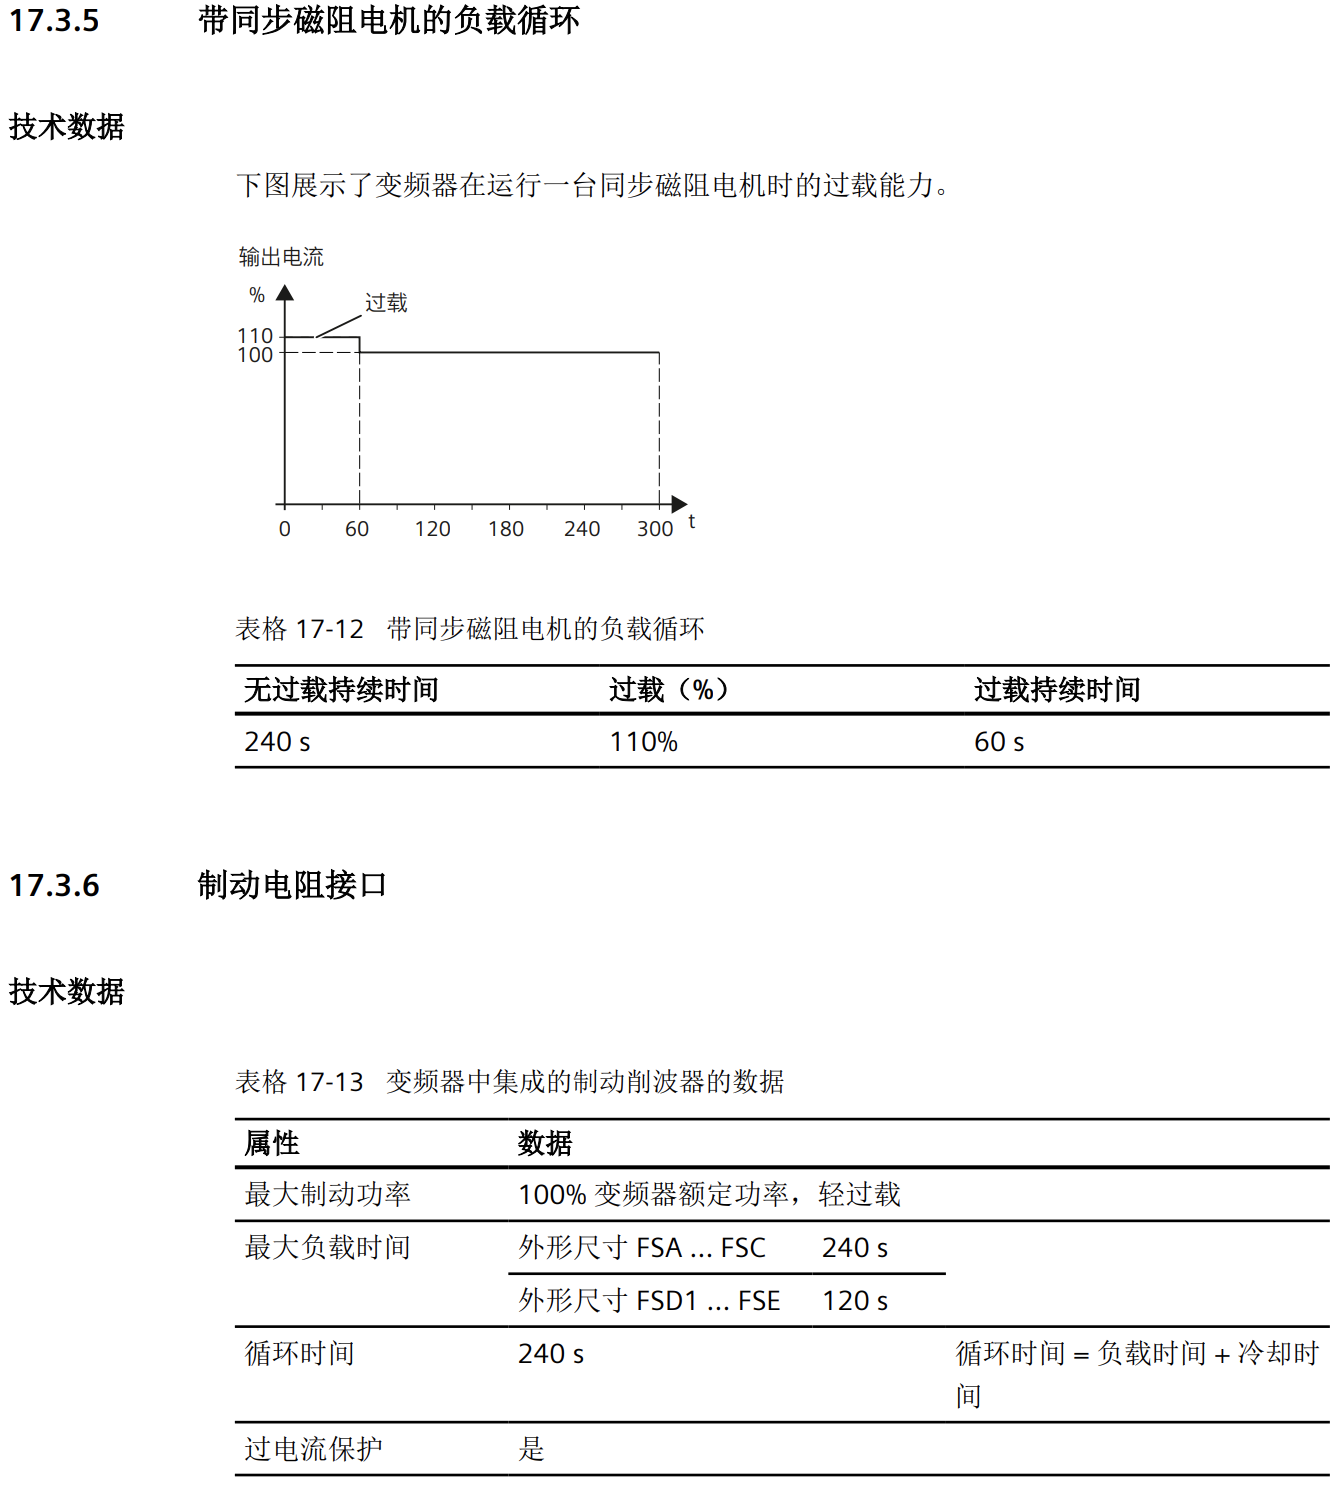 17.3.5 带同步磁阻电机的负载循环
技术数据
下图展示了变频器在运行一台同步磁阻电机时的过载能力。
输出电流
%
过载
110
100
0 60 120 180 240 300 t
表格 17-12 带同步磁阻电机的负载循环
无过载持续时间 过载（%） 过载持续时间
240 s 110% 60 s
17.3.6 制动电阻接口
技术数据
表格 17-13 变频器中集成的制动削波器的数据
属性 数据
最大制动功率 100% 变频器额定功率，轻过载
最大负载时间 外形尺寸 FSA ... FSC 240 s
外形尺寸 FSD1 ... FSE 120 s
循环时间 240 s 循环时间 = 负载时间 + 冷却时
间
过电流保护 是